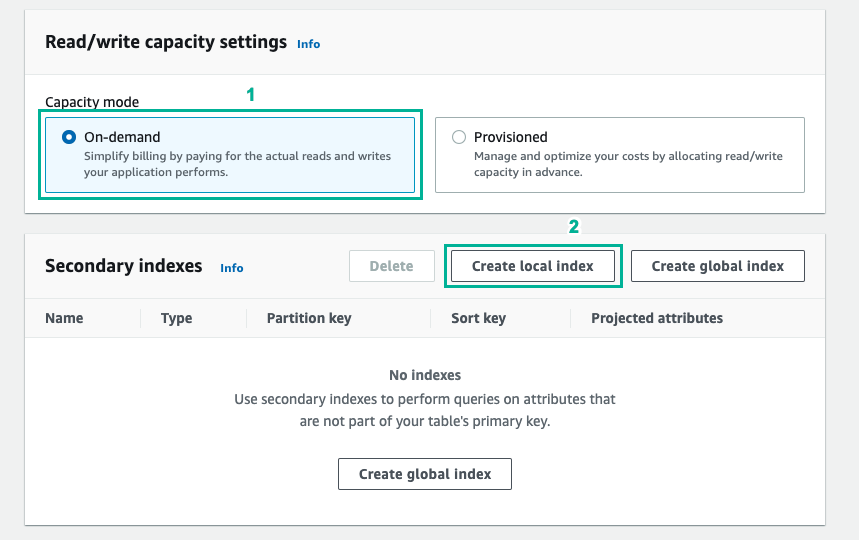 Read/write capacity settings Info
Capacity mode
1
On-demand
Simplify billing by paying for the actual reads and writes
your application performs.
Provisioned
Manage and optimize your costs by allocating read/write
capacity in advance.
2
Secondary indexes Info
Delete
Create local index
Create global index
Name Type Partition key Sort key Projected attributes
No indexes
Use secondary indexes to perform queries on attributes that
are not part of your table's primary key.
Create global index